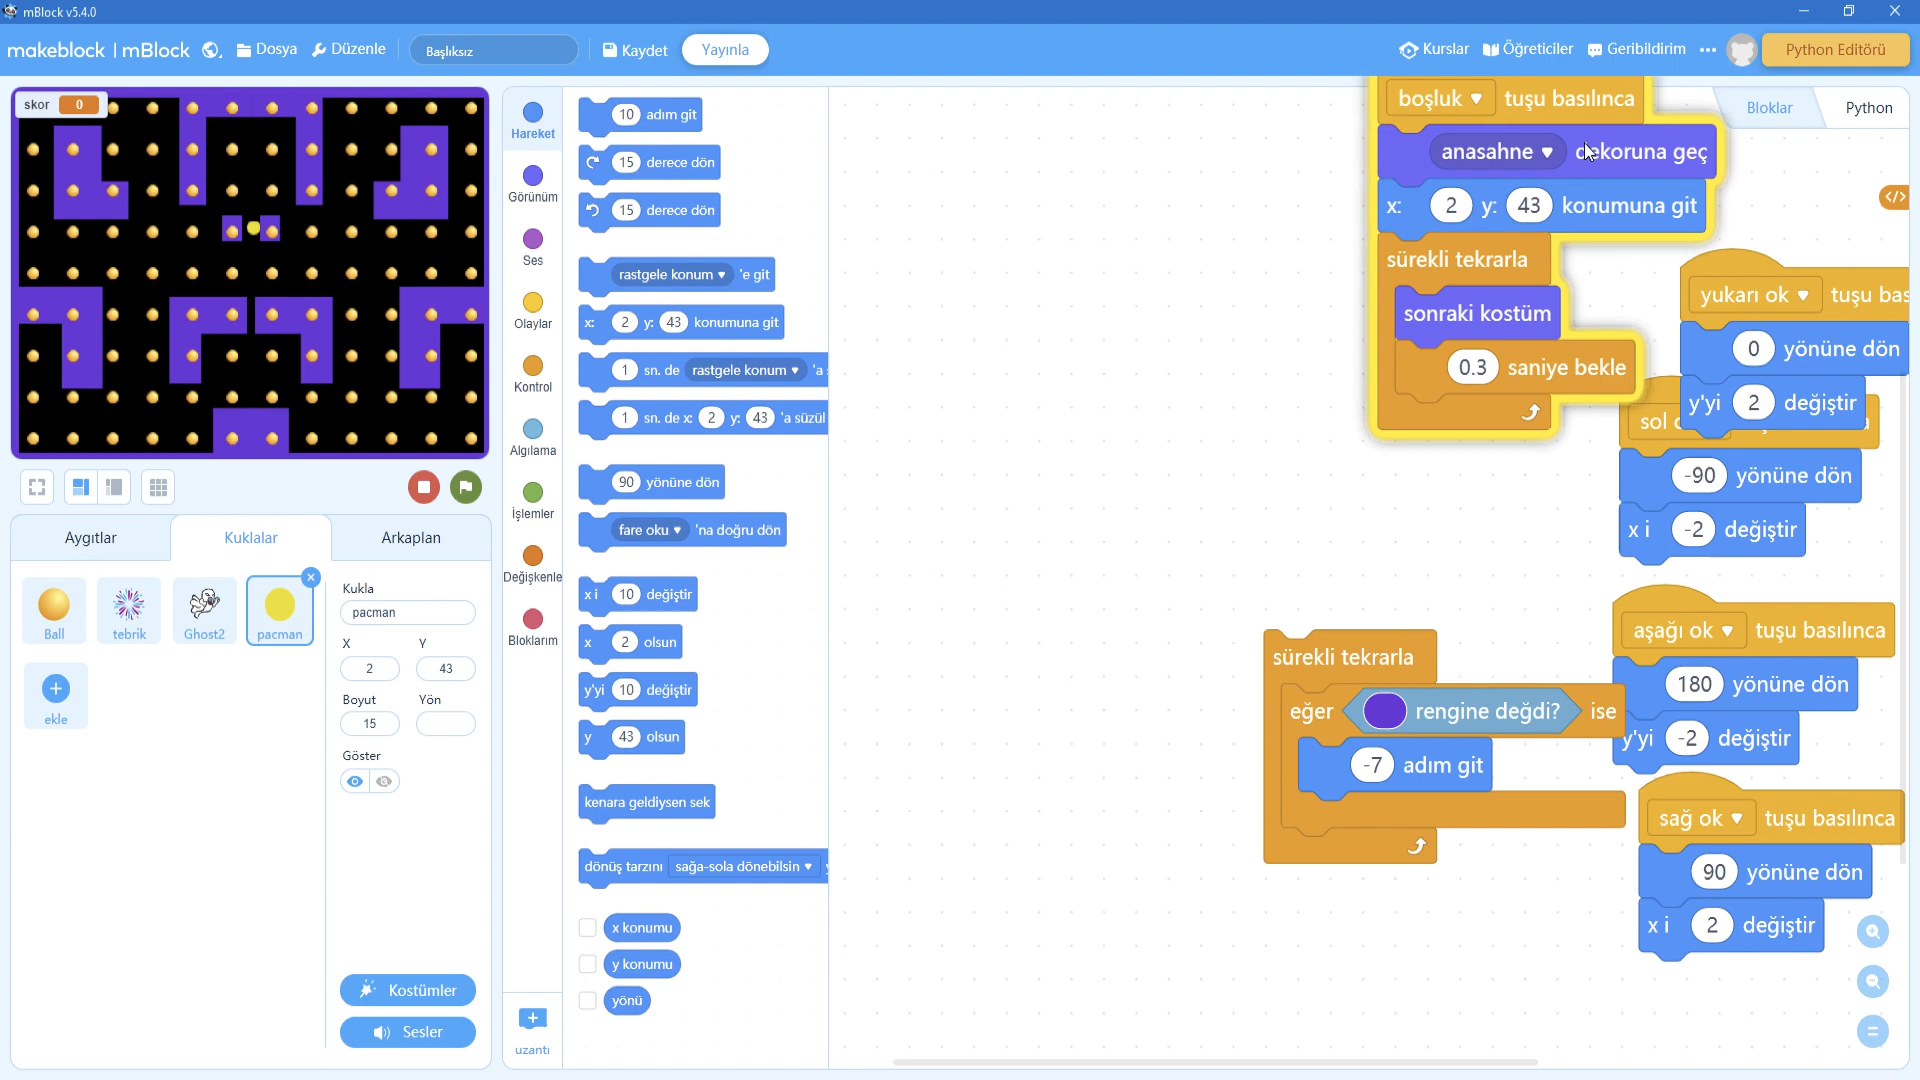 mBlock v5.4.0
makeblock | mBlock
Dosya
Düzenle
Başlıksız
Kaydet
Yayınla
Kurslar
Öğreticiler
Geribildirim
Python Editörü
skor 0
Aygıtlar
Kuklalar
Arkaplan
Ball
tebrik
Ghost2
pacman
ekle
Kukla
pacman
X Y
2 43
Boyut Yön
15
Göster
Kostümler
Sesler
Hareket
Görünüm
Ses
Olaylar
Kontrol
Algılama
İşlemler
Değişkenle
Bloklarım
uzantı
10 adım git
15 derece dön
15 derece dön
rastgele konum 'e git
x: 2 y: 43 konumuna git
1 sn. de rastgele konum 'a
1 sn. de x: 2 y: 43 'a süzül
90 yönüne dön
fare oku 'na doğru dön
x i 10 değiştir
x 2 olsun
y'yi 10 değiştir
y 43 olsun
kenara geldiysen sek
dönüş tarzını sağa-sola dönebilsin
x konumu
y konumu
yönü
Bloklar
Python
boşluk tuşu basılınca
anasahne dekoruna geç
x: 2 y: 43 konumuna git
sürekli tekrarla
sonraki kostüm
0.3 saniye bekle
yukarı ok tuşu bas
0 yönüne dön
y'yi 2 değiştir
sol
-90 yönüne dön
x i -2 değiştir
aşağı ok tuşu basılınca
180 yönüne dön
y'yi -2 değiştir
sürekli tekrarla
eğer rengine değdi? ise
-7 adım git
sağ ok tuşu basılınca
90 yönüne dön
x i 2 değiştir